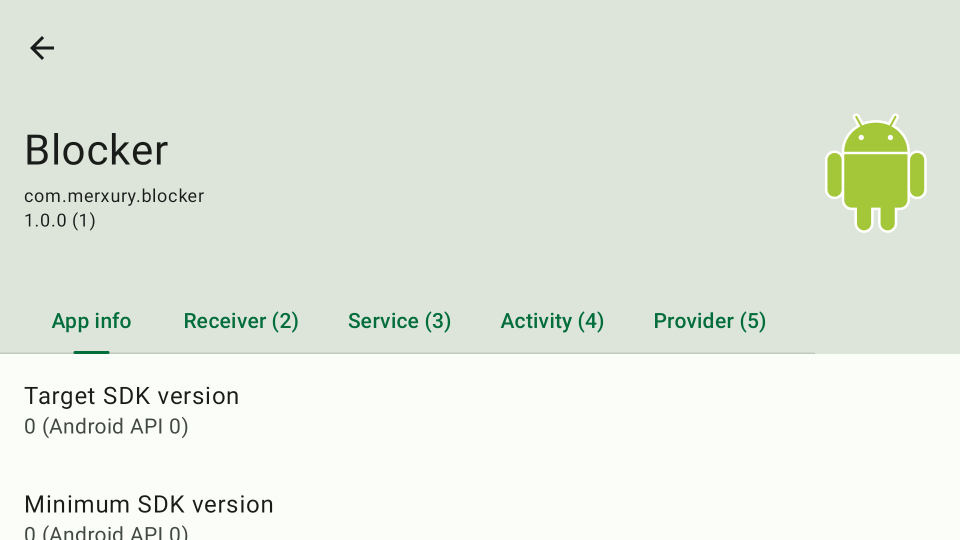 Blocker
com.merxury.blocker
1.0.0 (1)
App info
Receiver (2)
Service (3)
Activity (4)
Provider (5)
Target SDK version
0 (Android API 0)
Minimum SDK version
0 (Android API 0)